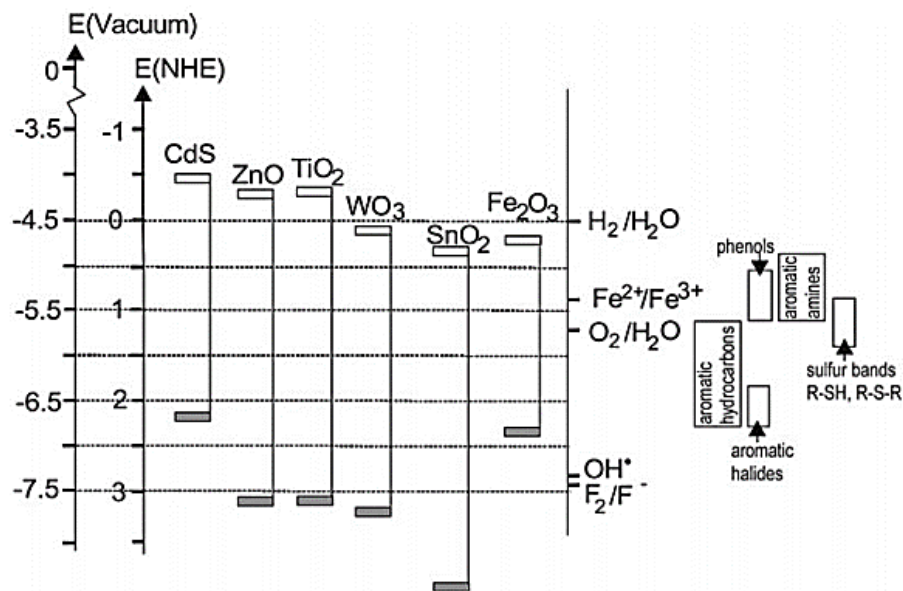 E(Vacuum)
0
-3.5
-4.5
-5.5
-6.5
-7.5
E(NHE)
-1
0
1
2
3
CdS
ZnO
TiO₂
WO₃
SnO₂
Fe₂O₃
H₂/H₂O
Fe²⁺/Fe³⁺
O₂/H₂O
OH•
F₂/F⁻
phenols
aromatic
amines
aromatic
hydrocarbons
sulfur bands
R-SH, R-S-R
aromatic
halides